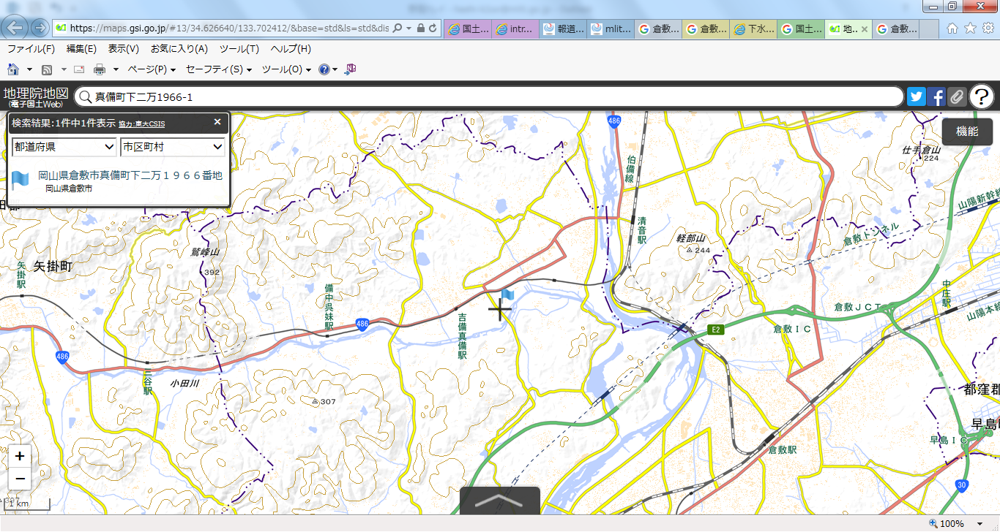 https://maps.gsi.go.jp/#13/34.626640/133.702412/&base=std&ls=std&dis
国土...
intr...
報道...
mlit...
倉敷...
倉敷...
下水...
国土...
地..
倉敷...
ファイル(F) 編集(E) 表示(V) お気に入り(A) ツール(T) ヘルプ(H)
ページ(P) セーフティ(S) ツール(O)
地理院地図
(電子国土Web)
真備町下二万1966-1
検索結果:1件中1件表示 協力:東大CSIS
都道府県 市区町村
岡山県倉敷市真備町下二万１９６６番地
岡山県倉敷市
機能
486
仕手倉山
224
伯備線
山陽新幹線
清音駅
倉敷トンネル
軽部山
244
鷲峰山
392
矢掛駅
矢掛町
備中呉妹駅
中庄駅
倉敷ＪＣＴ
山陽本線
吉備真備駅
486
E2
倉敷ＩＣ
486
三谷駅
小田川
307
都窪郡
早島
早島ＩＣ
倉敷駅
30
+
−
1 km
100%